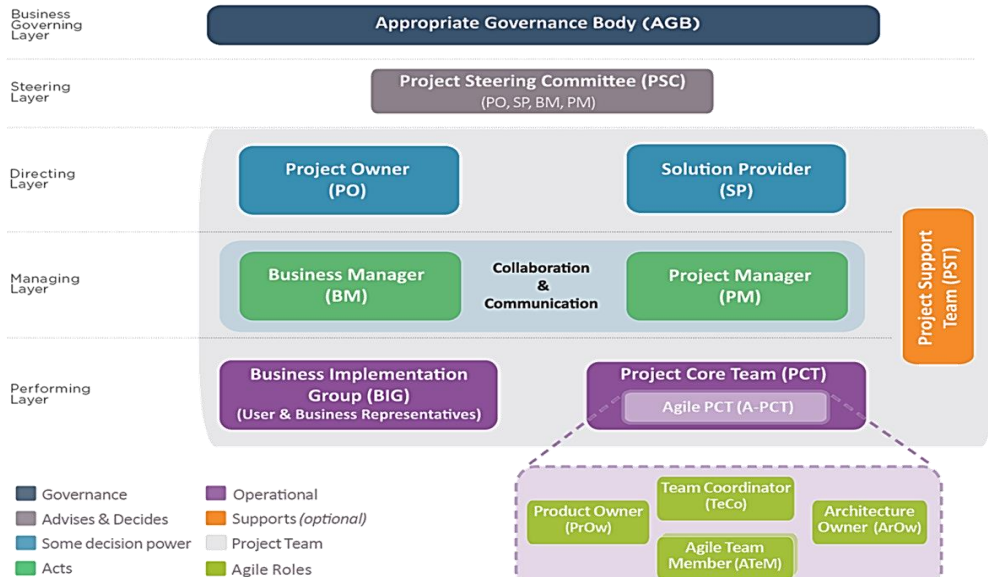 Business
Governing
Layer
Appropriate Governance Body (AGB)
Steering
Layer
Project Steering Committee (PSC)
(PO, SP, BM, PM)
Directing
Layer
Project Owner
(PO)
Solution Provider
(SP)
Managing
Layer
Business Manager
(BM)
Collaboration
&
Communication
Project Manager
(PM)
Project Support
Team (PST)
Performing
Layer
Business Implementation
Group (BIG)
(User & Business Representatives)
Project Core Team (PCT)
Agile PCT (A-PCT)
Governance
Advises & Decides
Some decision power
Acts
Operational
Supports (optional)
Project Team
Agile Roles
Product Owner
(PrOw)
Team Coordinator
(TeCo)
Agile Team
Member (ATeM)
Architecture
Owner (ArOw)